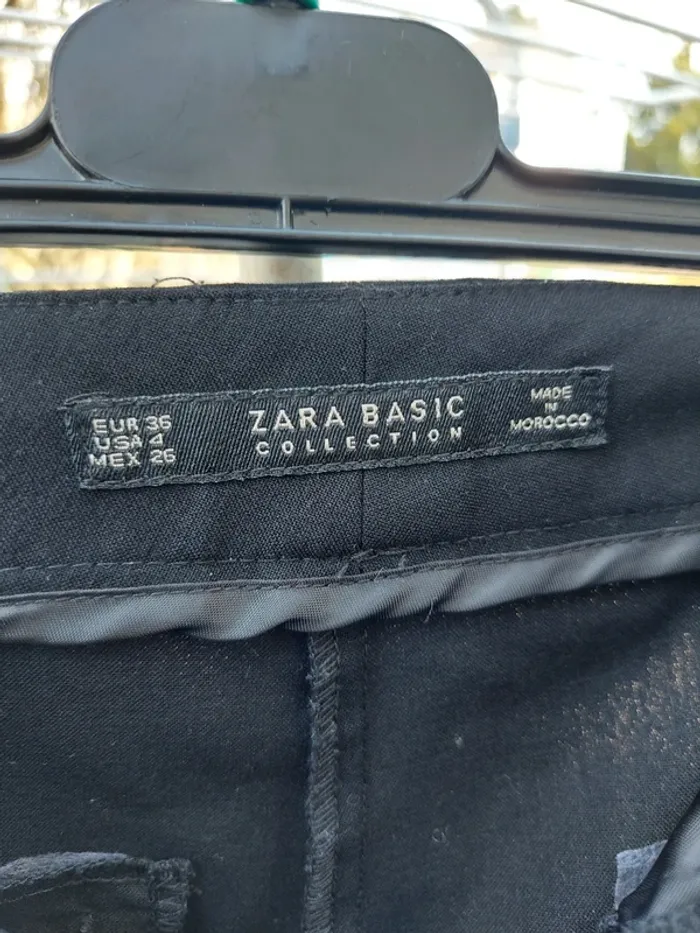 EUR 36
USA 4
MEX 26
ZARA BASIC
COLLECTION
MADE
IN
MOROCCO